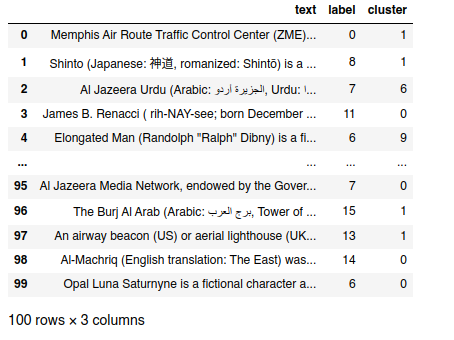 text label cluster
0 Memphis Air Route Traffic Control Center (ZME)... 0 1
1 Shinto (Japanese: 神道, romanized: Shintō) is a ... 8 1
2 Al Jazeera Urdu (Arabic: الجزيرة أردو, Urdu: ا... 7 6
3 James B. Renacci ( rih-NAY-see; born December ... 11 0
4 Elongated Man (Randolph "Ralph" Dibny) is a fi... 6 9
... ... ... ...
95 Al Jazeera Media Network, endowed by the Gover... 7 0
96 The Burj Al Arab (Arabic: برج العرب, Tower of ... 15 1
97 An airway beacon (US) or aerial lighthouse (UK... 13 1
98 Al-Machriq (English translation: The East) was... 14 0
99 Opal Luna Saturnyne is a fictional character a... 6 0
100 rows × 3 columns